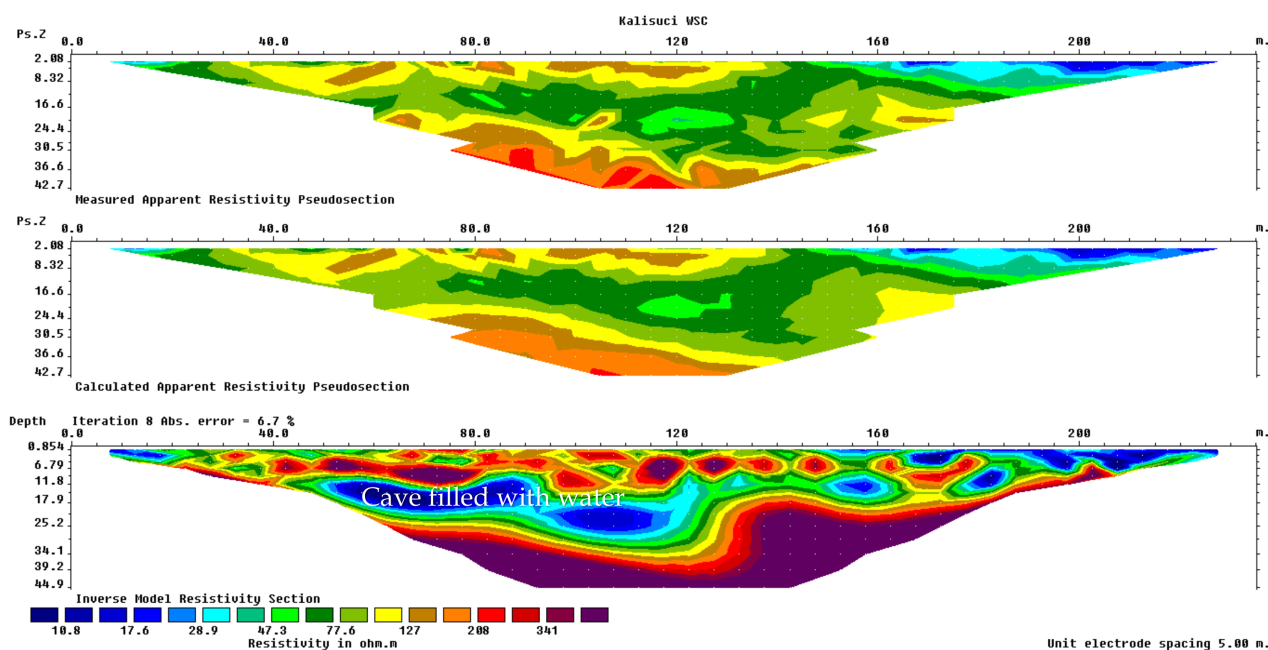 Kalisuci WSC
Ps.Z 0.0 40.0 80.0 120 160 200 m.
2.08
8.32
16.6
24.4
30.5
36.6
42.7
Measured Apparent Resistivity Pseudosection
Ps.Z 0.0 40.0 80.0 120 160 200 m.
2.08
8.32
16.6
24.4
30.5
36.6
42.7
Calculated Apparent Resistivity Pseudosection
Depth Iteration 8 Abs. error = 6.7 %
0.0 40.0 80.0 120 160 200 m.
0.854
6.79
11.8
17.9
Cave filled with water
25.2
34.1
39.2
44.9
Inverse Model Resistivity Section
10.8 17.6 28.9 47.3 77.6 127 208 341
Resistivity in ohm.m
Unit electrode spacing 5.00 m.